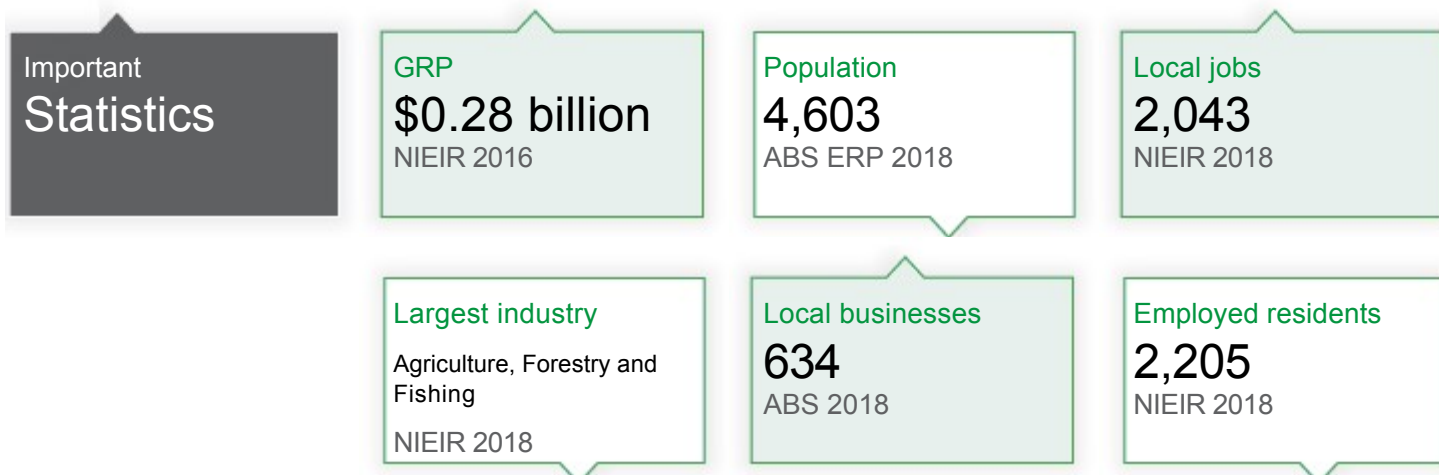 Important
Statistics
GRP
$0.28 billion
NIEIR 2016
Population
4,603
ABS ERP 2018
Local jobs
2,043
NIEIR 2018
Largest industry
Agriculture, Forestry and
Fishing
NIEIR 2018
Local businesses
634
ABS 2018
Employed residents
2,205
NIEIR 2018